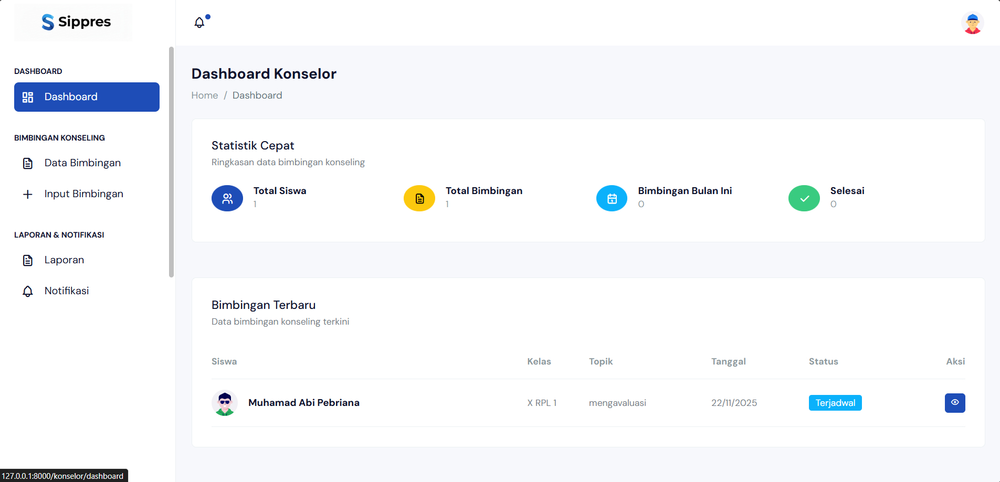 Sippres
DASHBOARD
Dashboard
BIMBINGAN KONSELING
Data Bimbingan
Input Bimbingan
LAPORAN & NOTIFIKASI
Laporan
Notifikasi
Dashboard Konselor
Home / Dashboard
Statistik Cepat
Ringkasan data bimbingan konseling
Total Siswa
1
Total Bimbingan
1
Bimbingan Bulan Ini
0
Selesai
0
Bimbingan Terbaru
Data bimbingan konseling terkini
Siswa Kelas Topik Tanggal Status Aksi
Muhamad Abi Pebriana X RPL 1 mengavaluasi 22/11/2025 Terjadwal
127.0.0.1:8000/konselor/dashboard